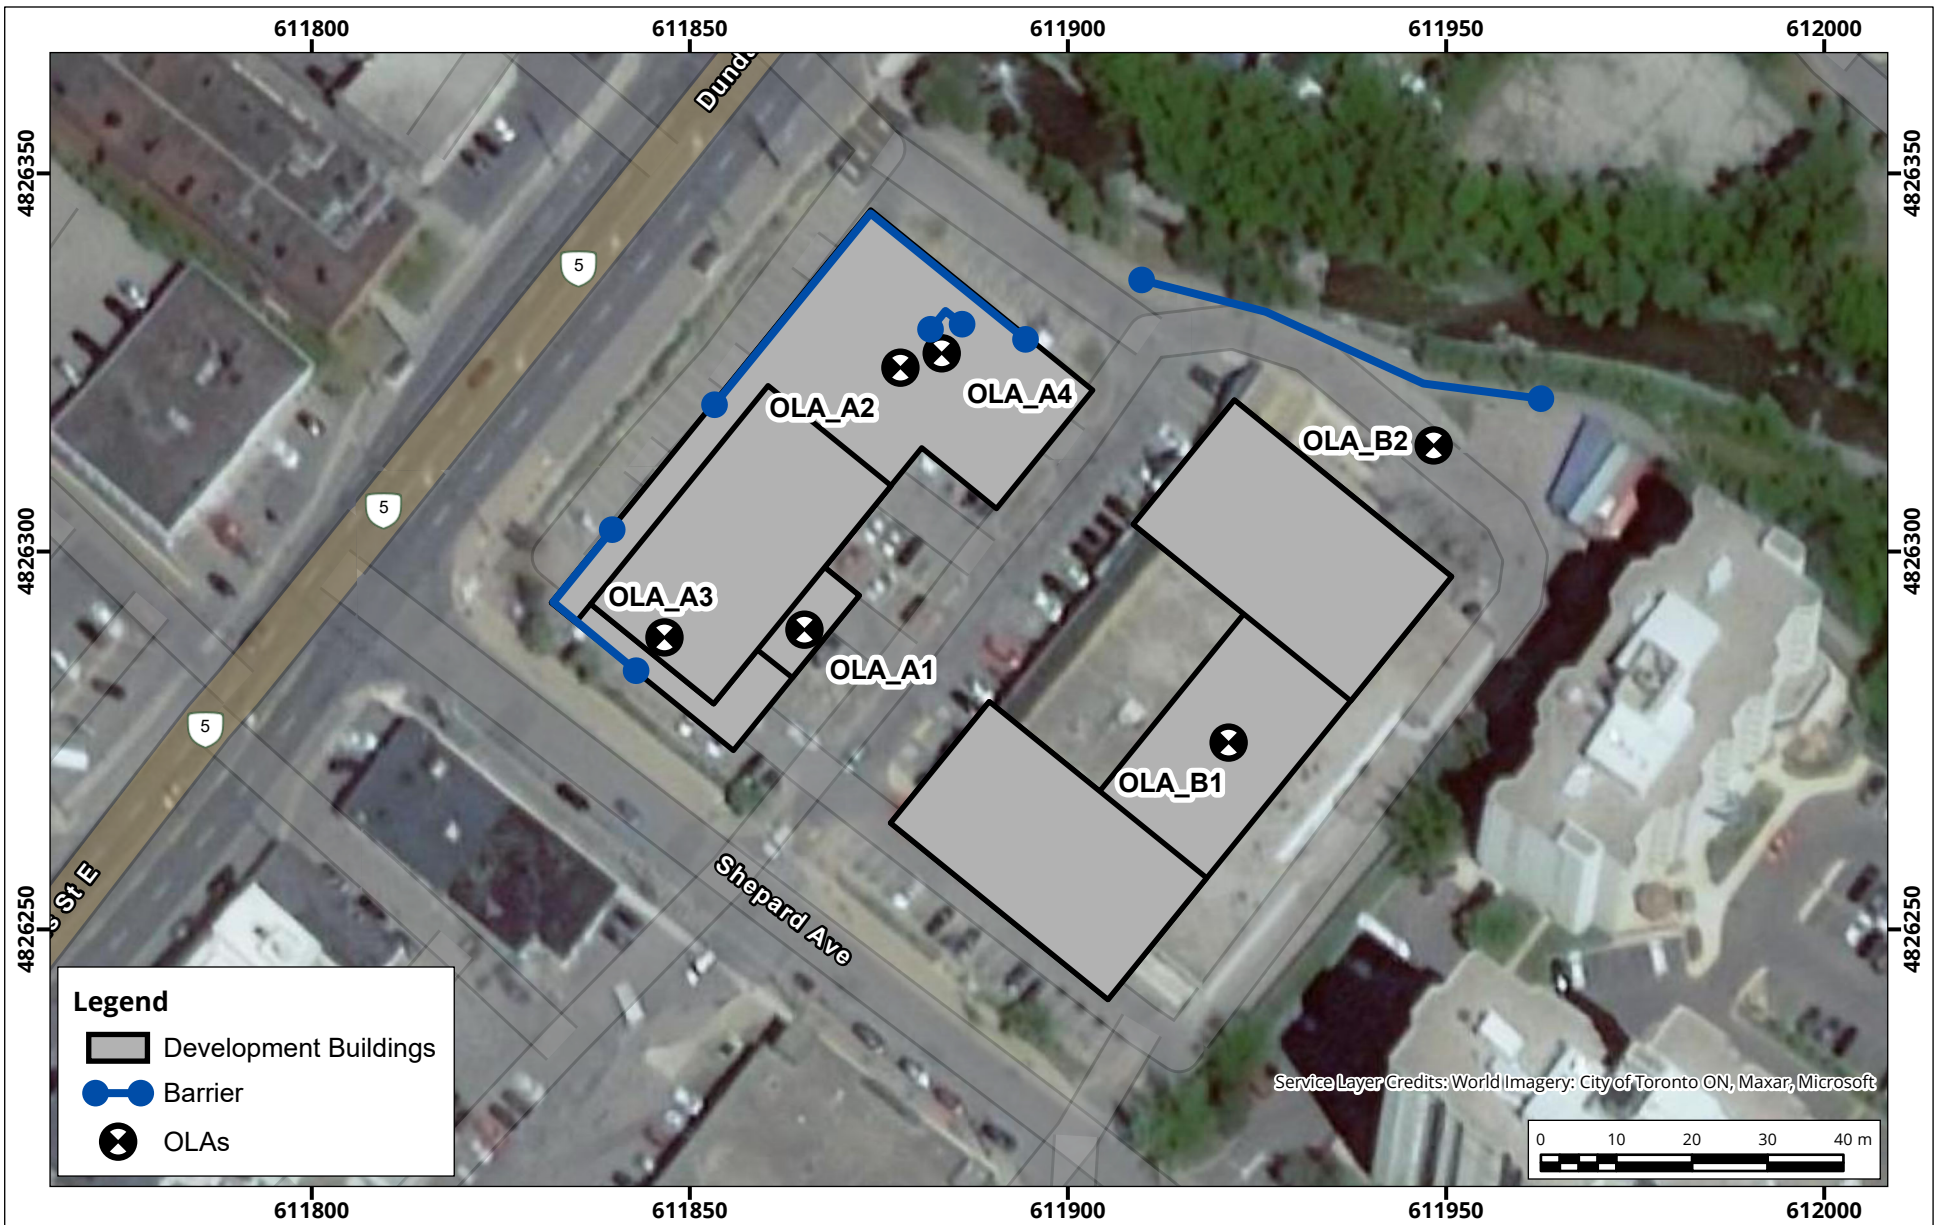 611800 611850 611900 611950 612000
4826350 4826350
4826300 4826300
4826250 4826250
Dund
5
5
5
s St E
Shepard Ave
OLA_A2
OLA_A4
OLA_A3
OLA_A1
OLA_B2
OLA_B1
Legend
Development Buildings
Barrier
OLAs
Service Layer Credits: World Imagery: City of Toronto ON, Maxar, Microsoft
0 10 20 30 40 m
611800 611850 611900 611950 612000